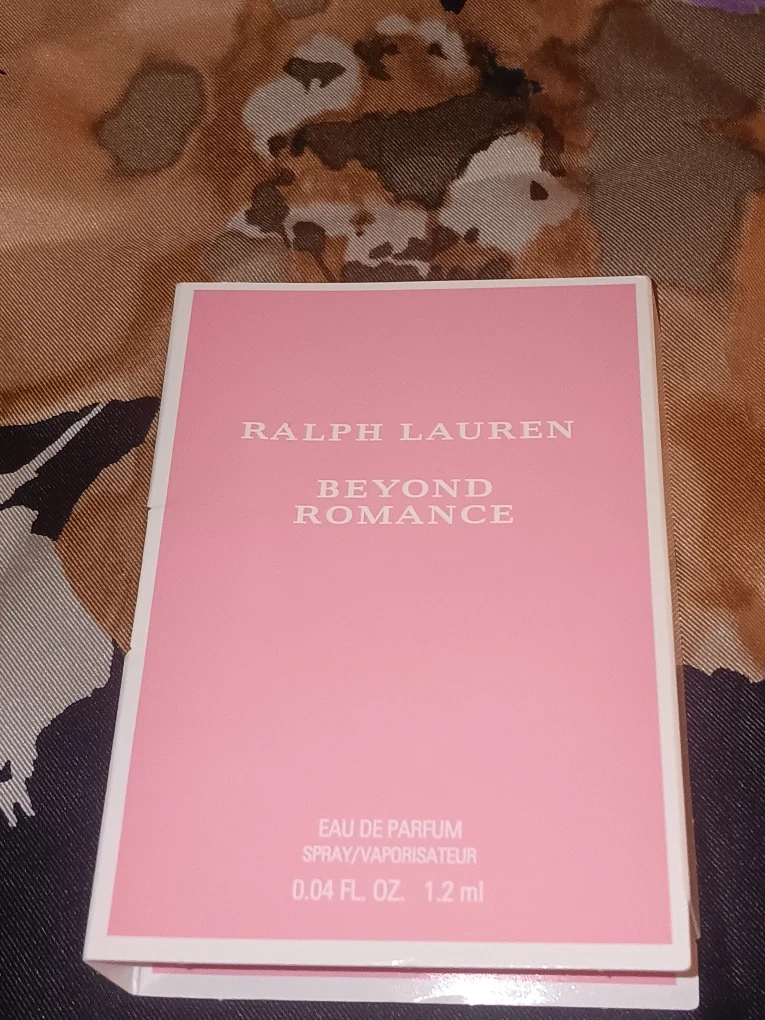 RALPH LAUREN
BEYOND
ROMANCE
EAU DE PARFUM
SPRAY/VAPORISATEUR
0.04 FL. OZ. 1.2 ml